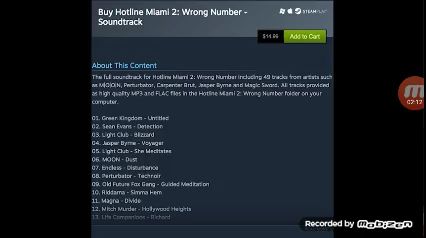 Buy Hotline Miami 2: Wrong Number -
Soundtrack
STEAMPLAY
$14.99
Add to Cart
About This Content
The full soundtrack for Hotline Miami 2: Wrong Number including 49 tracks from artists such
as M|O|O|N, Perturbator, Carpenter Brut, Jasper Byrne and Magic Sword. All tracks provided
as high quality MP3 and FLAC files in the Hotline Miami 2: Wrong Number folder on your
computer.
01. Green Kingdom - Untitled
02. Sean Evans - Detection
03. Light Club - Blizzard
04. Jasper Byrne - Voyager
05. Light Club - She Meditates
06. MOON - Dust
07. Endless - Disturbance
08. Perturbator - Technoir
09. Old Future Fox Gang - Guided Meditation
10. Riddarna - Simma Hem
11. Magna - Divide
12. Mitch Murder - Hollywood Heights
13. Life Companions - Richard
02:12
Recorded by Mobizen